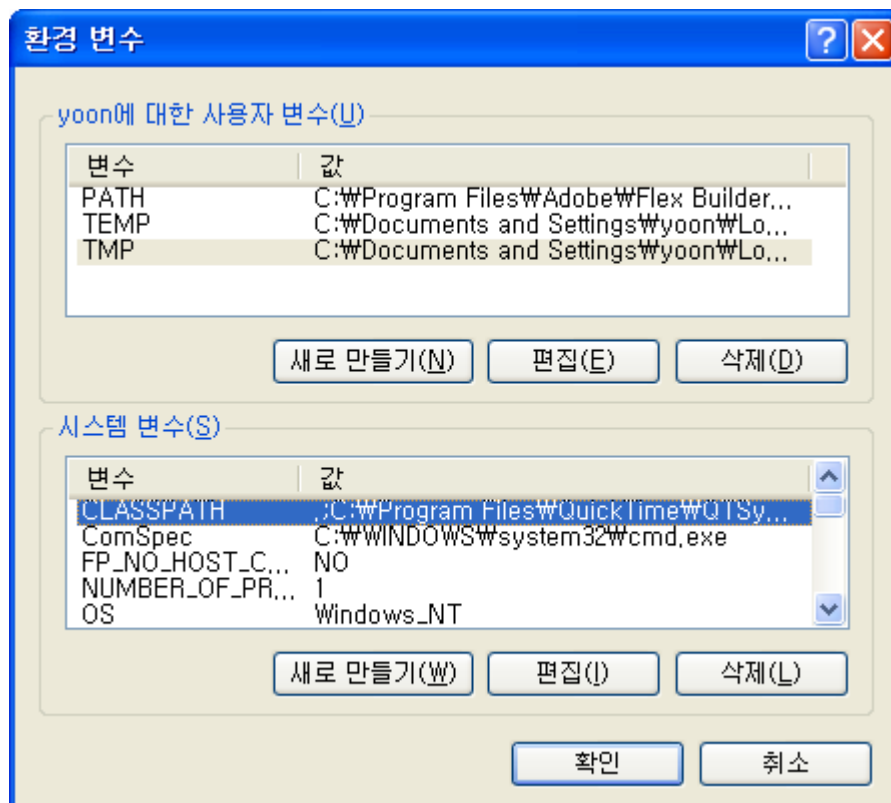 환경 변수
yoon에 대한 사용자 변수(U)
변수 값
PATH C:₩Program Files₩Adobe₩Flex Builder...
TEMP C:₩Documents and Settings₩yoon₩Lo...
TMP C:₩Documents and Settings₩yoon₩Lo...
새로 만들기(N) 편집(E) 삭제(D)
시스템 변수(S)
변수 값
CLASSPATH .;C:₩Program Files₩QuickTime₩QTSy...
ComSpec C:₩WINDOWS₩system32₩cmd.exe
FP_NO_HOST_C... NO
NUMBER_OF_PR... 1
OS Windows_NT
새로 만들기(W) 편집(I) 삭제(L)
확인 취소